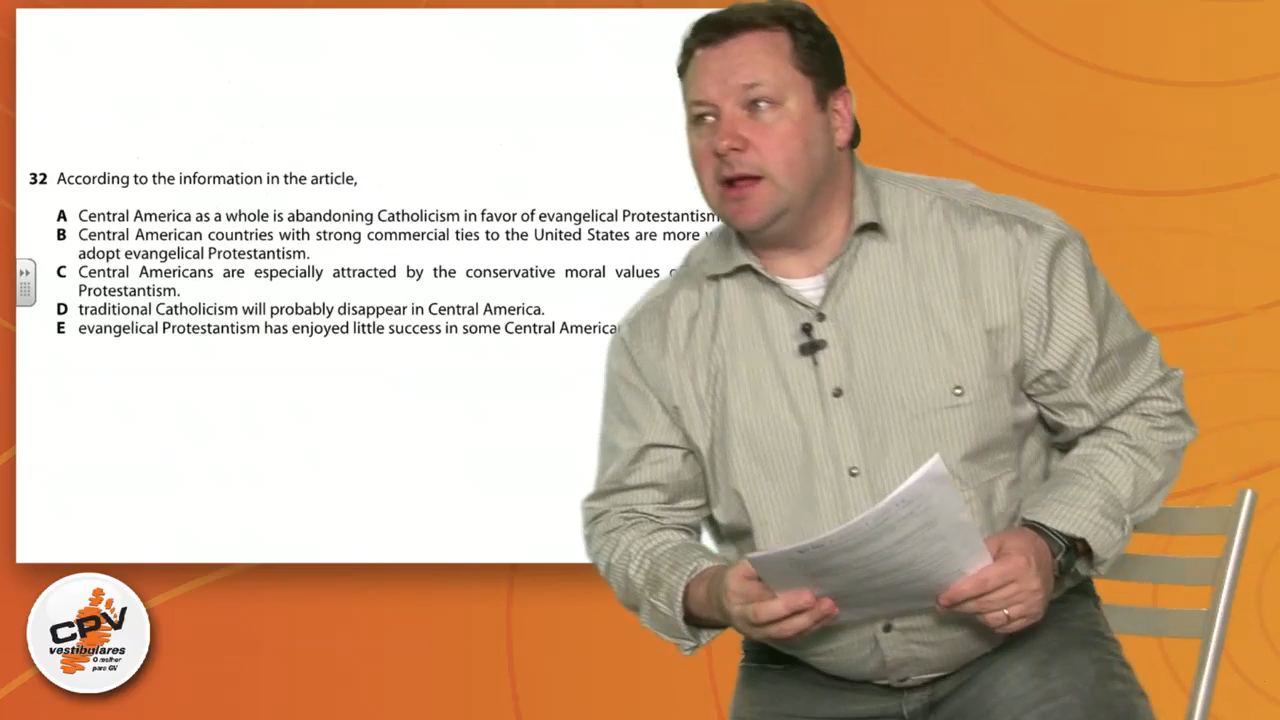 32 According to the information in the article,
A Central America as a whole is abandoning Catholicism in favor of evangelical Protestantism
B Central American countries with strong commercial ties to the United States are more
adopt evangelical Protestantism.
C Central Americans are especially attracted by the conservative moral values
Protestantism.
D traditional Catholicism will probably disappear in Central America.
E evangelical Protestantism has enjoyed little success in some Central
CPV
vestibulares
O melhor
para GV